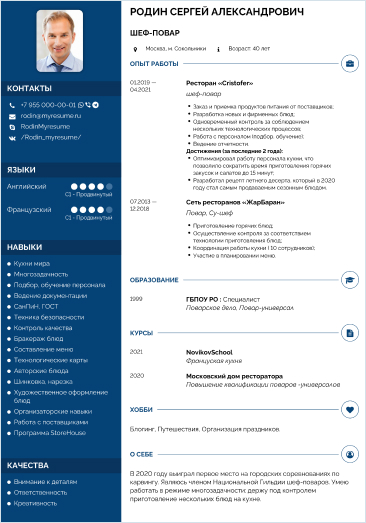 РОДИН СЕРГЕЙ АЛЕКСАНДРОВИЧ
ШЕФ-ПОВАР
Москва, м. Сокольники
Возраст: 40 лет
КОНТАКТЫ
+7 955 000-00-01
rodin@myresume.ru
RodinMyresume
/Rodin_myresume/
ЯЗЫКИ
Английский
C1 - Продвинутый
Французский
C1 - Продвинутый
НАВЫКИ
Кухни мира
Многозадачность
Подбор, обучение персонала
Ведение документации
СанПиН, ГОСТ
Техника безопасности
Контроль качества
Бракераж блюд
Составление меню
Технологические карты
Авторские блюда
Шинковка, нарезка
Художественное оформление
блюд
Организаторские навыки
Работа с поставщиками
Программа StoreHouse
КАЧЕСТВА
Внимание к деталям
Ответственность
Креативность
ОПЫТ РАБОТЫ
01.2019 —
04.2021
Ресторан «Cristofer»
шеф-повар
Заказ и приемка продуктов питания от поставщиков;
Разработка новых и фирменных блюд;
Одновременный контроль за соблюдением
нескольких технологических процессов;
Работа с персоналом (подбор, обучение);
Ведение отчетности.
Достижения (за последние 2 года):
Оптимизировал работу персонала кухни, что
позволило сократить время приготовления горячих
закусок и салатов до 15 минут;
Разработал рецепт летнего десерта, который в 2020
году стал самым продаваемым сезонным блюдом.
07.2013 —
12.2018
Сеть ресторанов «ЖарБаран»
Повар, Су-шеф
Приготовление горячих блюд;
Осуществление контроля за соответствием
технологии приготовления блюд;
Координация работы кухни ( 10 сотрудников);
Участие в планировании меню.
ОБРАЗОВАНИЕ
1999
ГБПОУ РО : Специалист
Поварское дело, Повар-универсал
КУРСЫ
2021
NovikovSchool
Французская кухня
2020
Московский дом ресторатора
Повышение квалификации поваров -универсалов
ХОББИ
Блогинг, Путешествия, Организация праздников
О СЕБЕ
В 2020 году выиграл первое место на городских соревнованиях по
карвингу. Являюсь членом Национальной Гильдии шеф-поваров. Умею
работать в режиме многозадачности: держу под контролем
приготовление нескольких блюд на кухне.